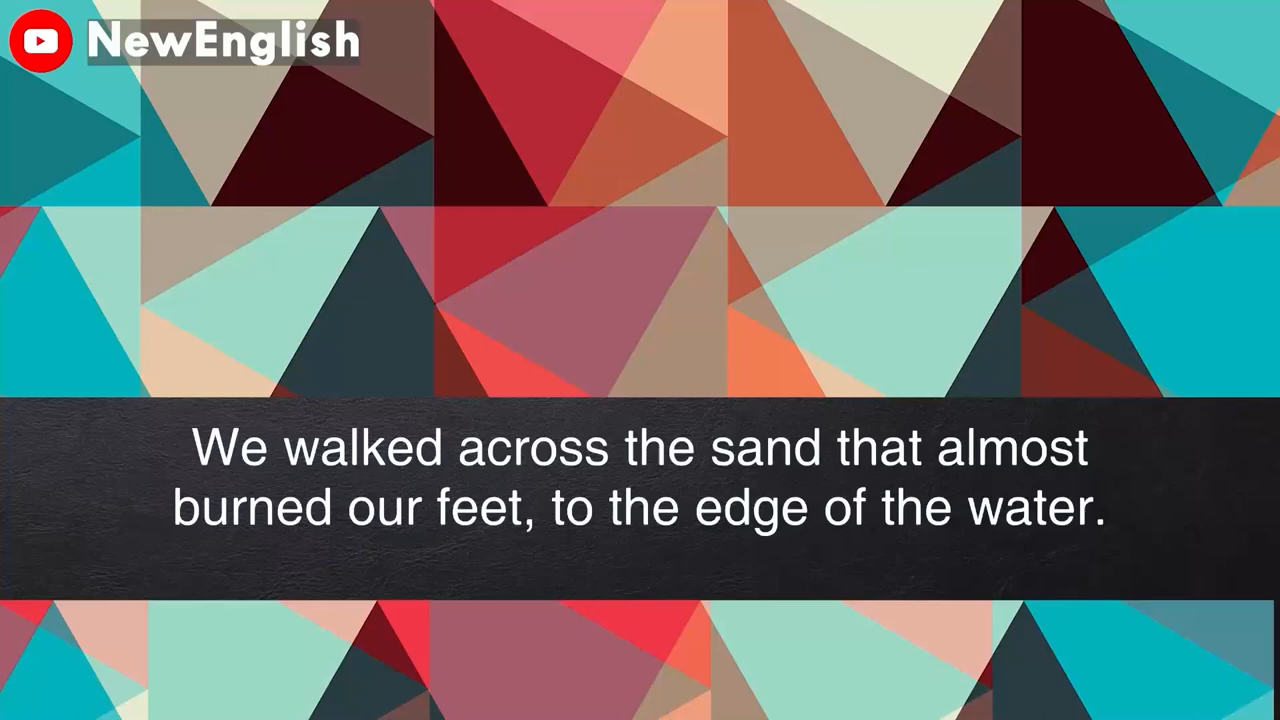 NewEnglish
We walked across the sand that almost
burned our feet, to the edge of the water.